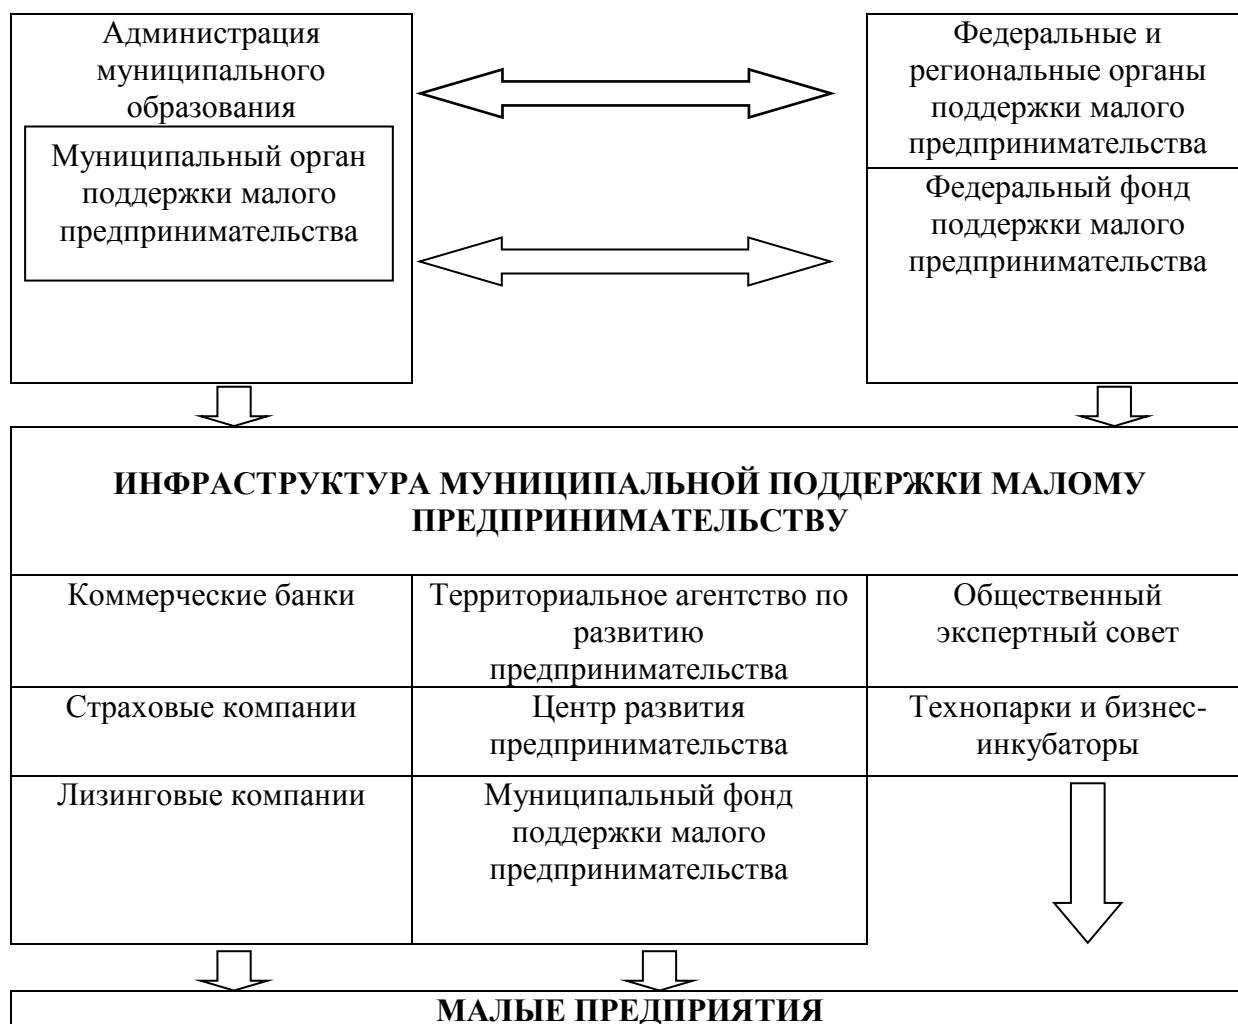 Администрация
муниципального
образования
Муниципальный орган
поддержки малого
предпринимательства
Федеральные и
региональные органы
поддержки малого
предпринимательства
Федеральный фонд
поддержки малого
предпринимательства
ИНФРАСТРУКТУРА МУНИЦИПАЛЬНОЙ ПОДДЕРЖКИ МАЛОМУ
ПРЕДПРИНИМАТЕЛЬСТВУ
Коммерческие банки
Территориальное агентство по
развитию
предпринимательства
Общественный
экспертный совет
Страховые компании
Центр развития
предпринимательства
Технопарки и бизнес-
инкубаторы
Лизинговые компании
Муниципальный фонд
поддержки малого
предпринимательства
МАЛЫЕ ПРЕДПРИЯТИЯ